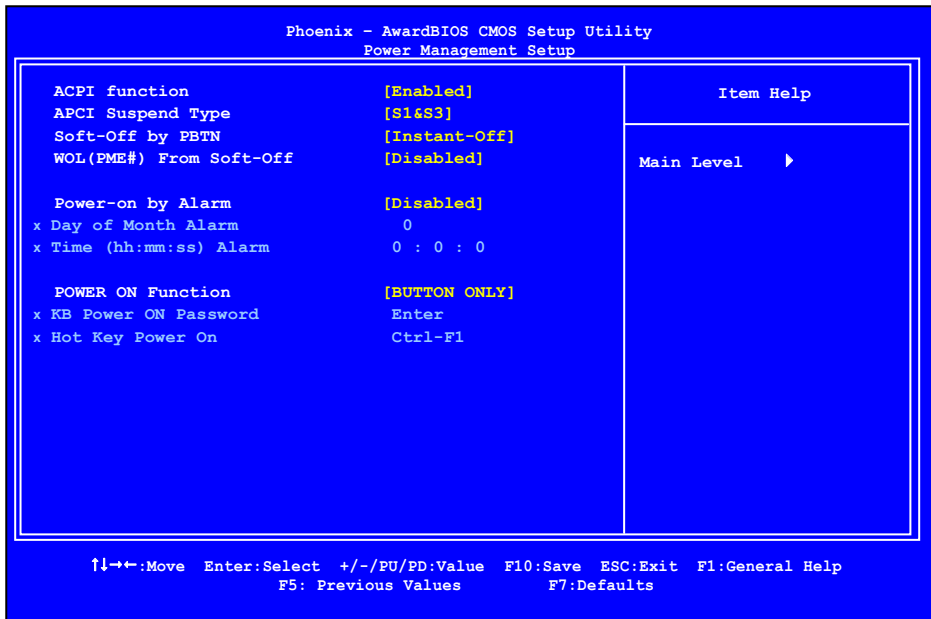 Phoenix – AwardBIOS CMOS Setup Utility
Power Management Setup
ACPI function [Enabled]
APCI Suspend Type [S1&S3]
Soft-Off by PBTN [Instant-Off]
WOL(PME#) From Soft-Off [Disabled]
Power-on by Alarm [Disabled]
x Day of Month Alarm 0
x Time (hh:mm:ss) Alarm 0 : 0 : 0
POWER ON Function [BUTTON ONLY]
x KB Power ON Password Enter
x Hot Key Power On Ctrl-F1
Item Help
Main Level
↑↓→←:Move Enter:Select +/-/PU/PD:Value F10:Save ESC:Exit F1:General Help
F5: Previous Values F7:Defaults